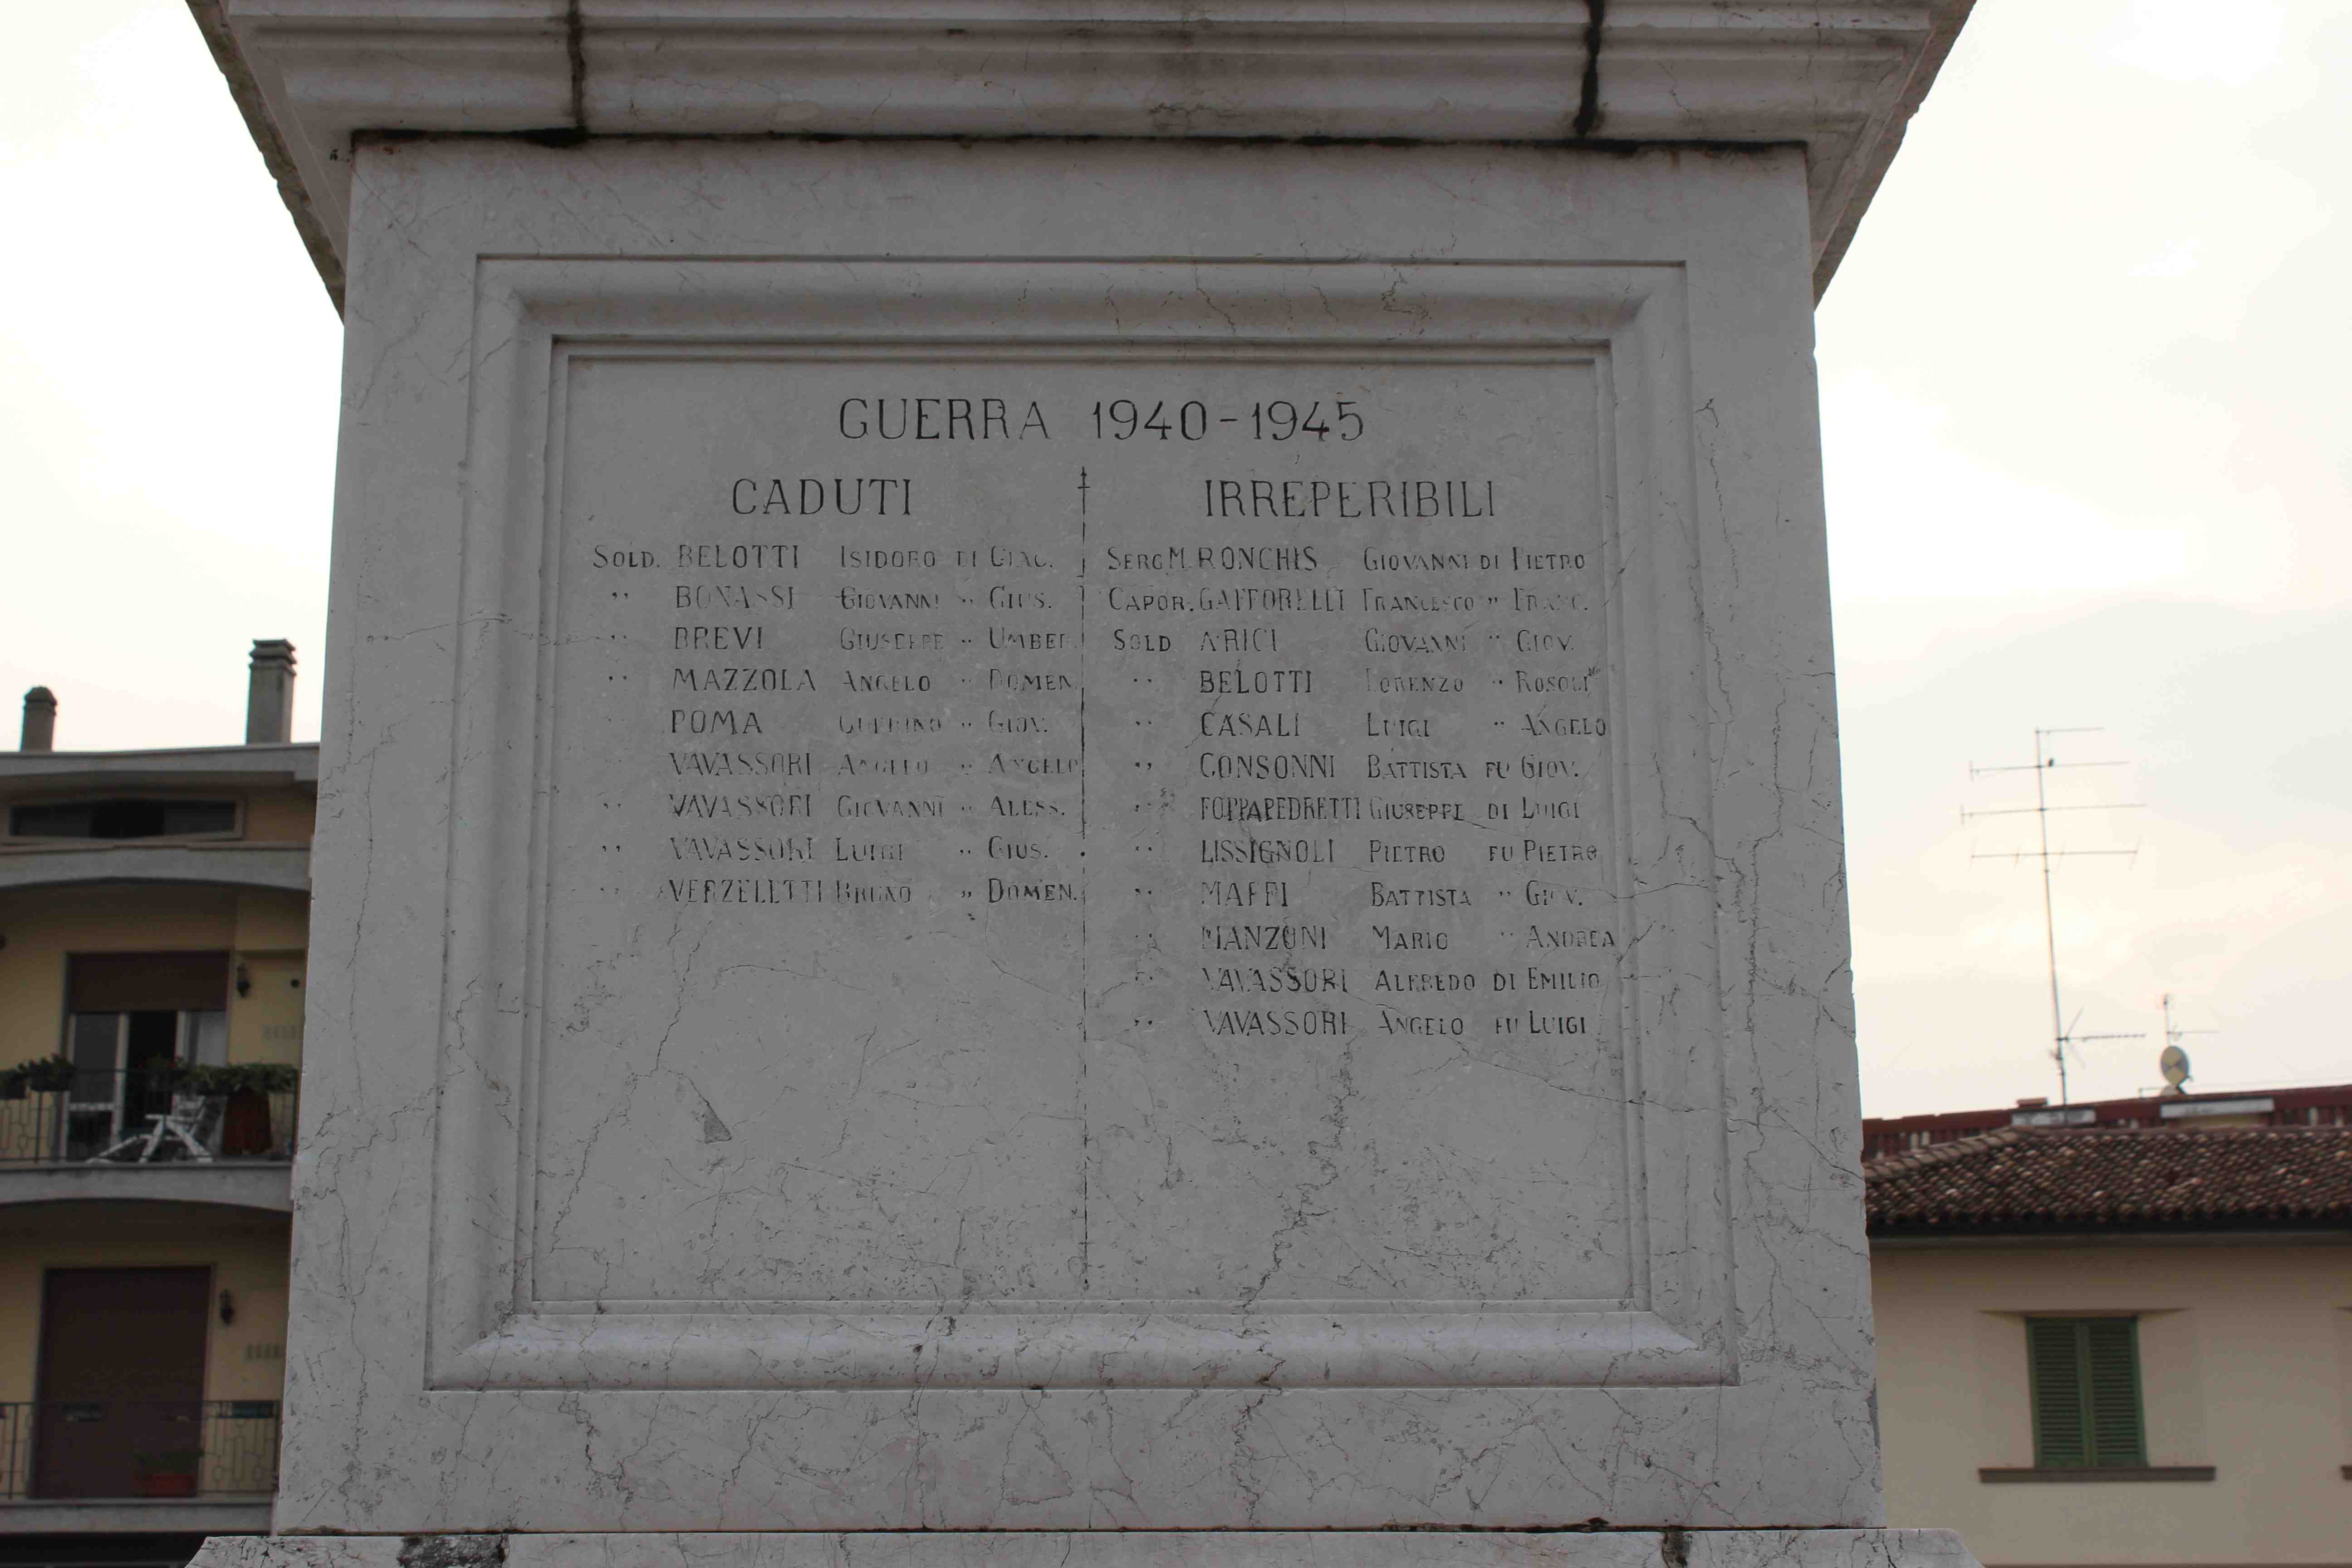 GUERRA 1940-1945
CADUTI
SOLD. BELOTTI ISIDORO DI GIAC.
" BONASSI GIOVANNI " GIUS.
" BREVI GIUSEPPE " UMBER.
" MAZZOLA ANGELO " DOMEN.
" POMA GUERINO " GIOV.
" VAVASSORI ANGELO " ANGELO
" VAVASSORI GIOVANNI " ALESS.
" VAVASSORI LUIGI " GIUS.
" VERZELETTI BRUNO " DOMEN.
IRREPERIBILI
SERG.M. RONCHIS GIOVANNI DI PIETRO
CAPOR. GATTORELLI FRANCESCO " FRANC.
SOLD ARICI GIOVANNI " GIOV.
" BELOTTI LORENZO " ROSOLI
" CASALI LUIGI " ANGELO
" CONSONNI BATTISTA FU GIOV.
" FOPPAPEDRETTI GIUSEPPE DI LUIGI
" LISSIGNOLI PIETRO FU PIETRO
" MAFFI BATTISTA " GIOV.
" MANZONI MARIO " ANDREA
" VAVASSORI ALFREDO DI EMILIO
" VAVASSORI ANGELO FU LUIGI